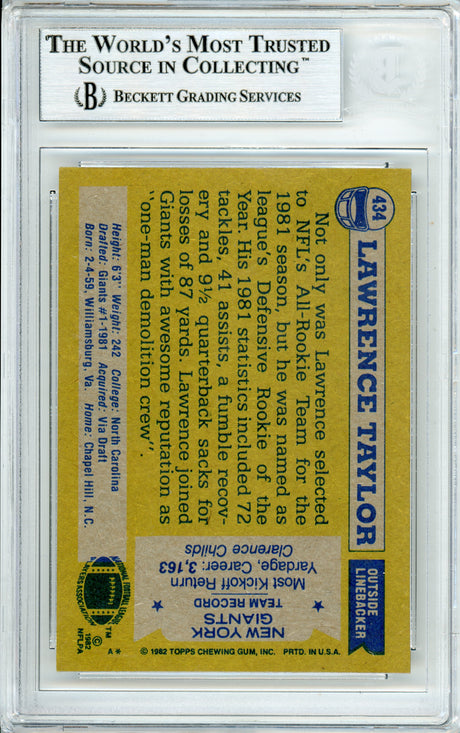 THE WORLD'S MOST TRUSTED
SOURCE IN COLLECTING™
B BECKETT GRADING SERVICES
434
LAWRENCE TAYLOR
OUTSIDE
LINEBACKER
Not only was Lawrence selected
to NFL's All-Rookie Team for the
1981 season, but he was named as
league's Defensive Rookie of the
Year. His 1981 statistics included 72
tackles, 41 assists, a fumble recov-
ery and 9½ quarterback sacks for
losses of 87 yards. Lawrence joined
Giants with awesome reputation as
"one-man demolition crew".
Height: 6'3" Weight: 242 College: North Carolina
Drafted: Giants #1-1981 Acquired: Via Draft
Born: 2-4-59, Williamsburg, Va. Home: Chapel Hill, N.C.
NEW YORK
GIANTS
TEAM RECORD
Most Kickoff Return
Yardage, Career: 3,163
Clarence Childs
NATIONAL FOOTBALL LEAGUE
PLAYERS ASSOCIATION
™
©
1982
NFLPA
A*
© 1982 TOPPS CHEWING GUM, INC. PRTD. IN U.S.A.